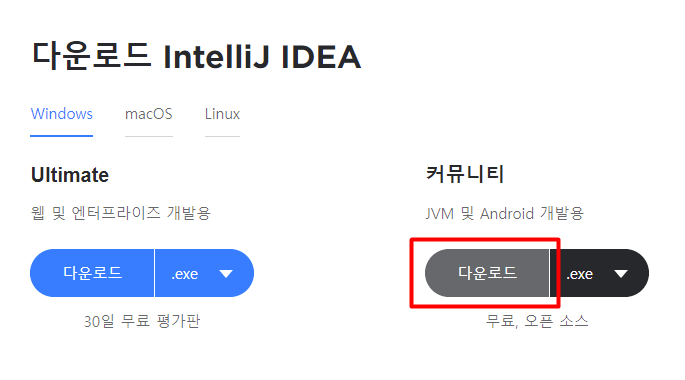 다운로드 IntelliJ IDEA
Windows macOS Linux
Ultimate
웹 및 엔터프라이즈 개발용
다운로드 .exe
30일 무료 평가판
커뮤니티
JVM 및 Android 개발용
다운로드 .exe
무료, 오픈 소스